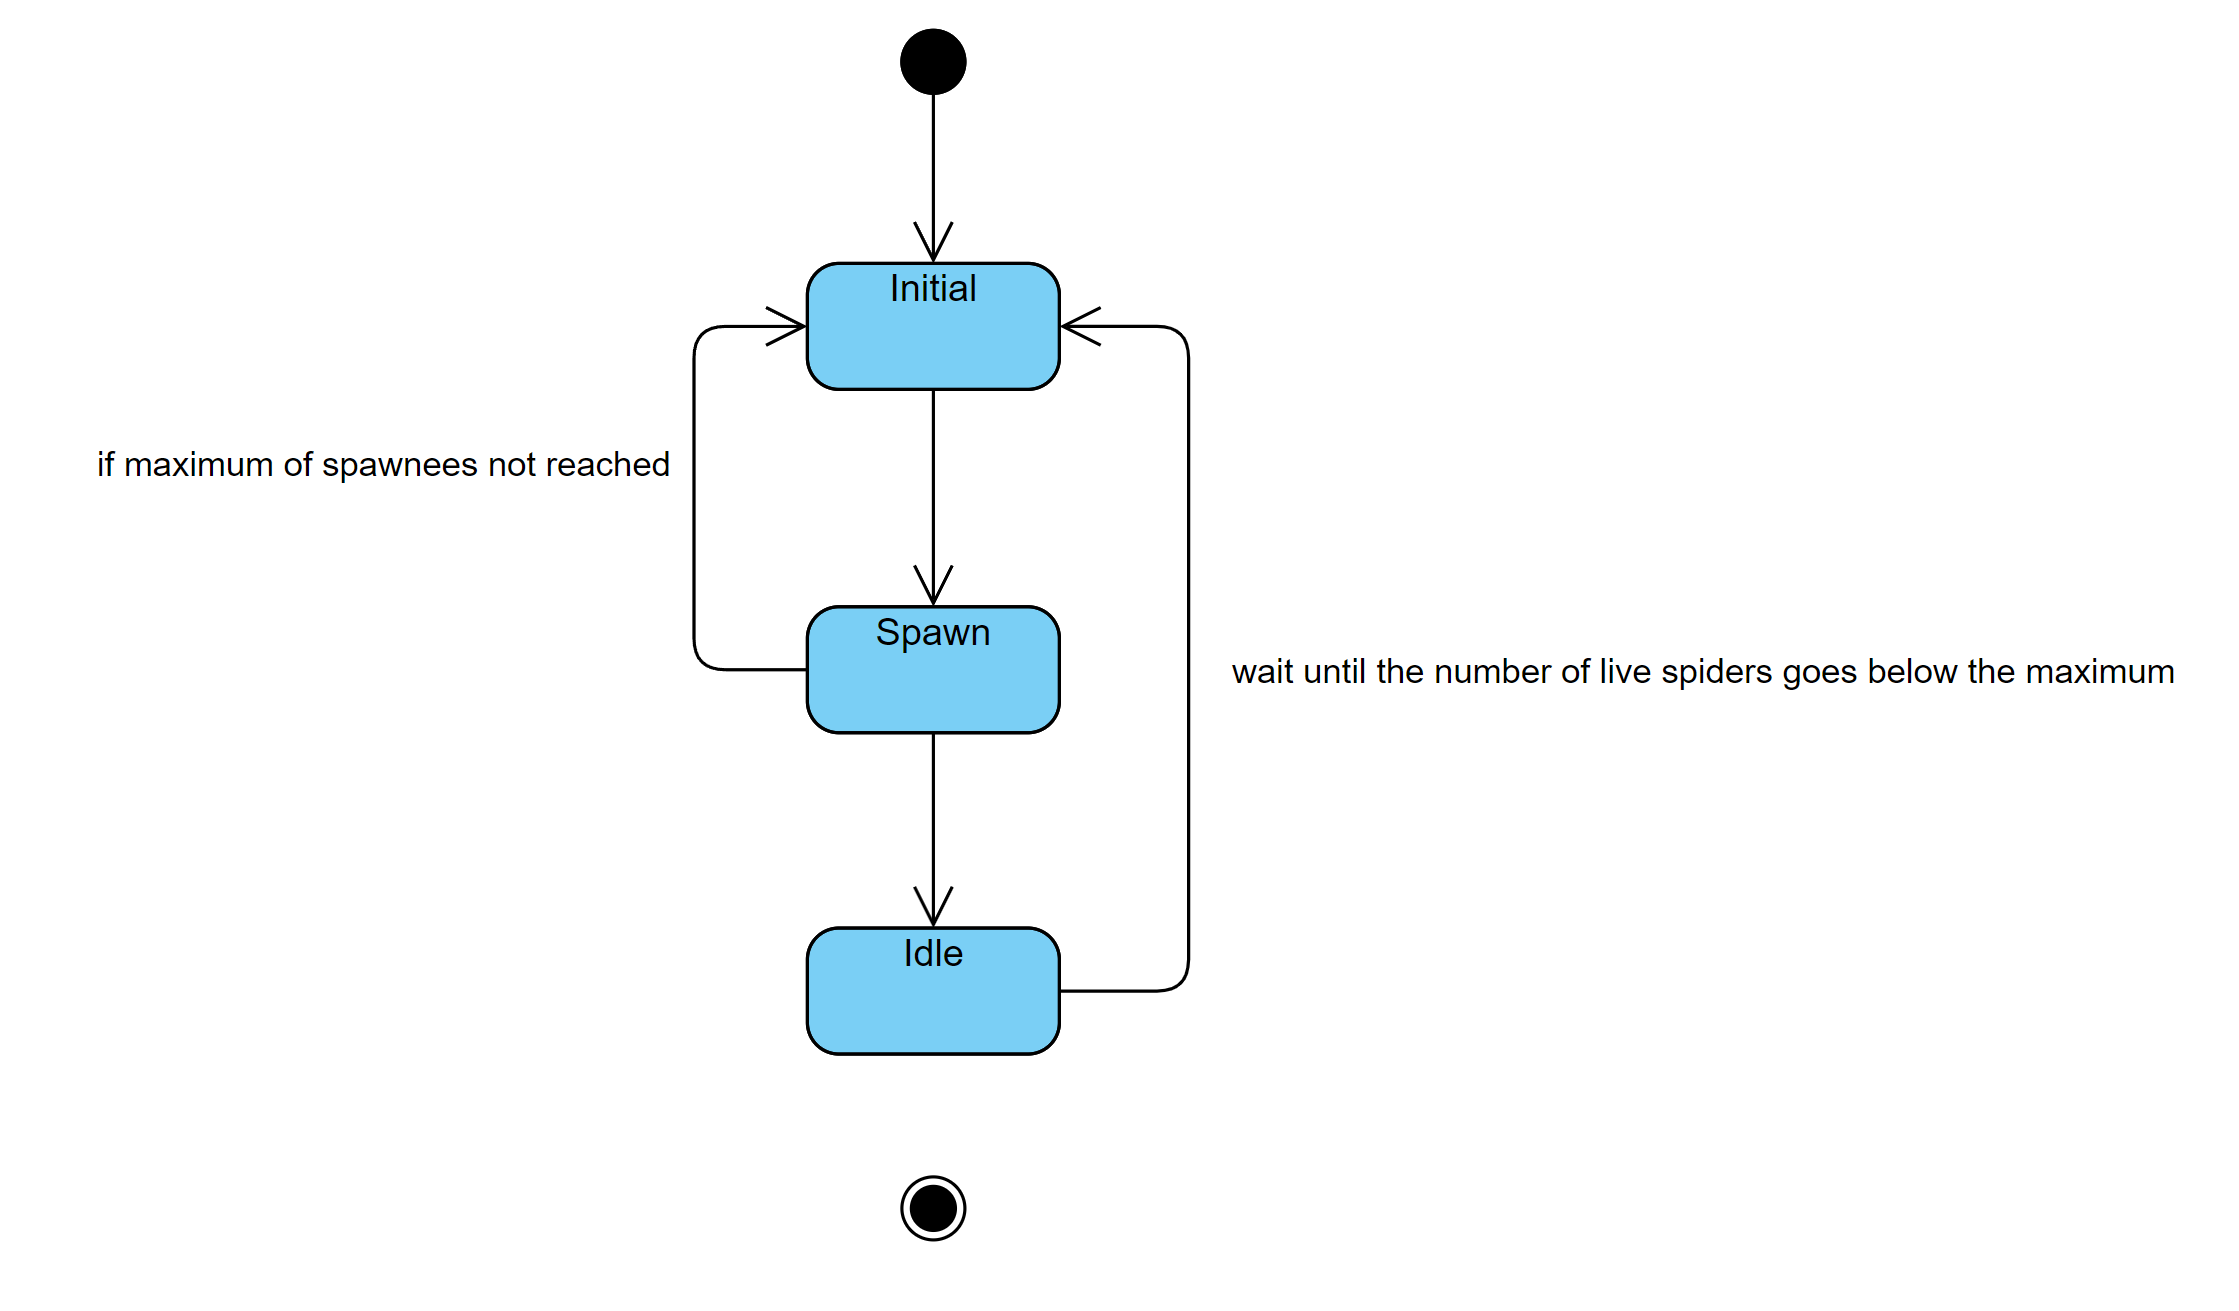 Initial
if maximum of spawnees not reached
Spawn
wait until the number of live spiders goes below the maximum
Idle